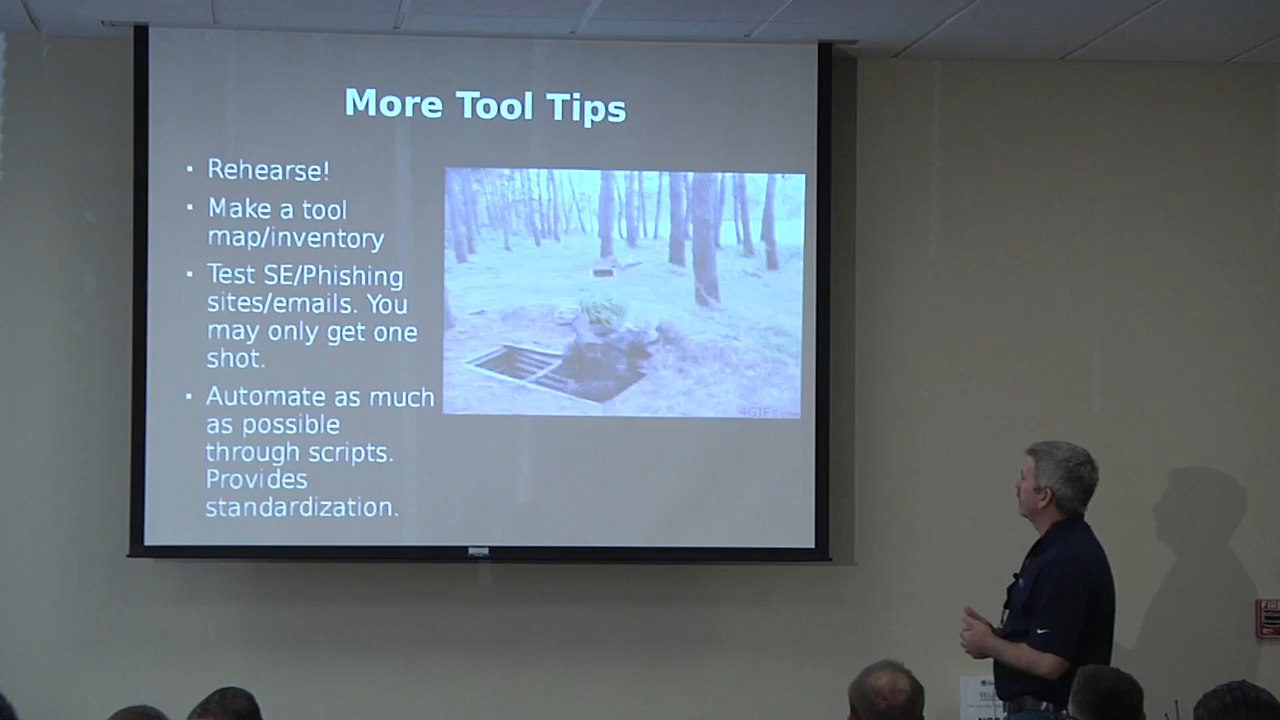 More Tool Tips
▪ Rehearse!
▪ Make a tool
map/inventory
▪ Test SE/Phishing
sites/emails. You
may only get one
shot.
▪ Automate as much
as possible
through scripts.
Provides
standardization.
4GIFs.com